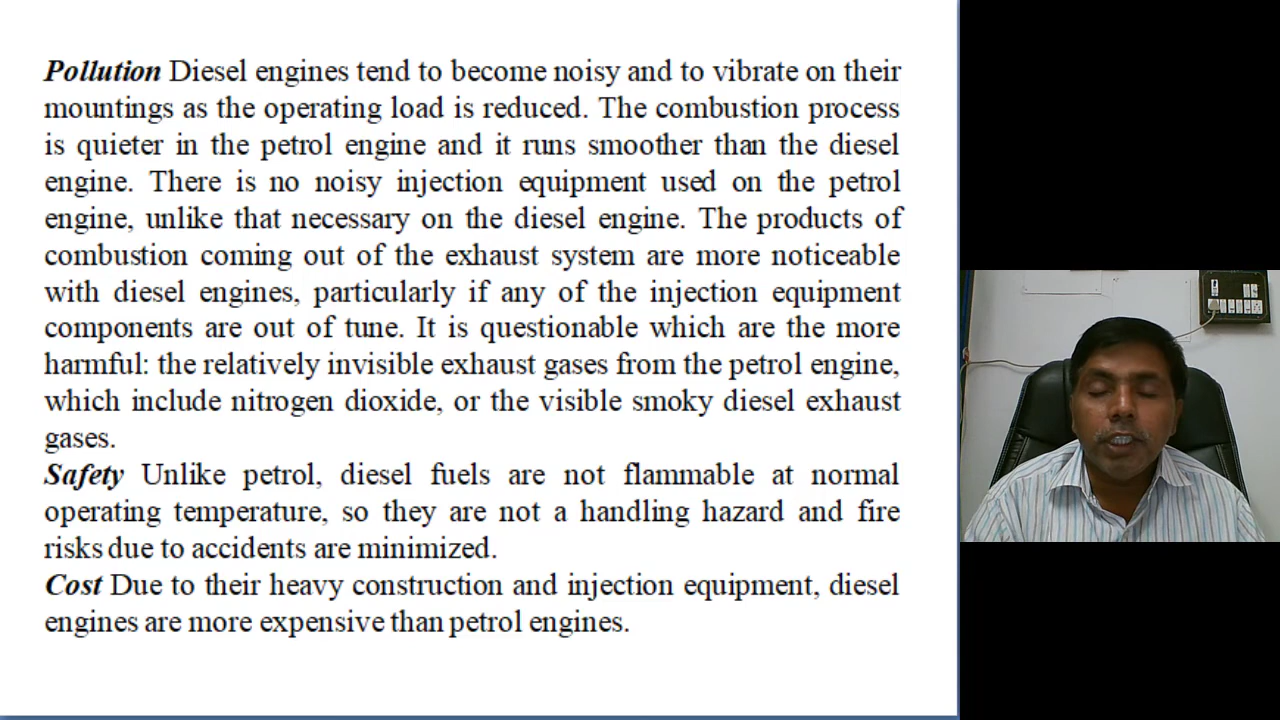 Pollution Diesel engines tend to become noisy and to vibrate on their
mountings as the operating load is reduced. The combustion process
is quieter in the petrol engine and it runs smoother than the diesel
engine. There is no noisy injection equipment used on the petrol
engine, unlike that necessary on the diesel engine. The products of
combustion coming out of the exhaust system are more noticeable
with diesel engines, particularly if any of the injection equipment
components are out of tune. It is questionable which are the more
harmful: the relatively invisible exhaust gases from the petrol engine,
which include nitrogen dioxide, or the visible smoky diesel exhaust
gases.
Safety Unlike petrol, diesel fuels are not flammable at normal
operating temperature, so they are not a handling hazard and fire
risks due to accidents are minimized.
Cost Due to their heavy construction and injection equipment, diesel
engines are more expensive than petrol engines.